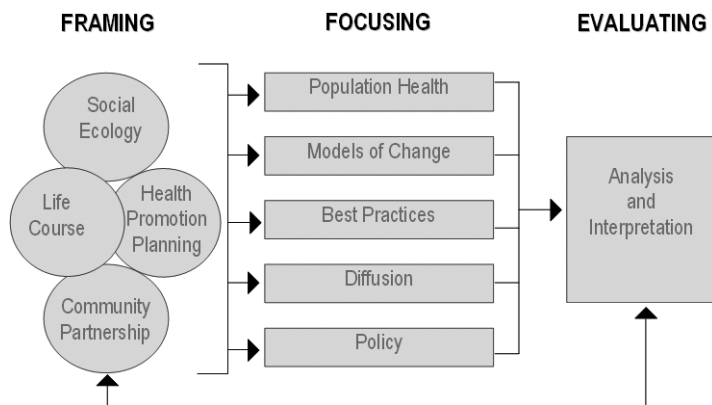 FRAMING
FOCUSING
EVALUATING
Social
Ecology
Life
Course
Health
Promotion
Planning
Community
Partnership
Population Health
Models of Change
Best Practices
Diffusion
Policy
Analysis
and
Interpretation